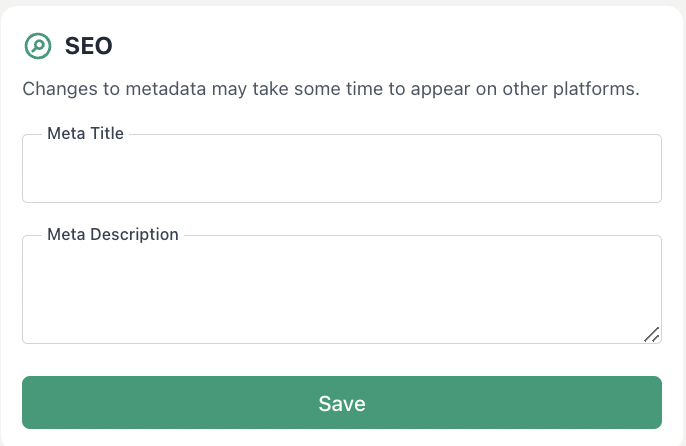 SEO
Changes to metadata may take some time to appear on other platforms.
Meta Title
Meta Description
Save